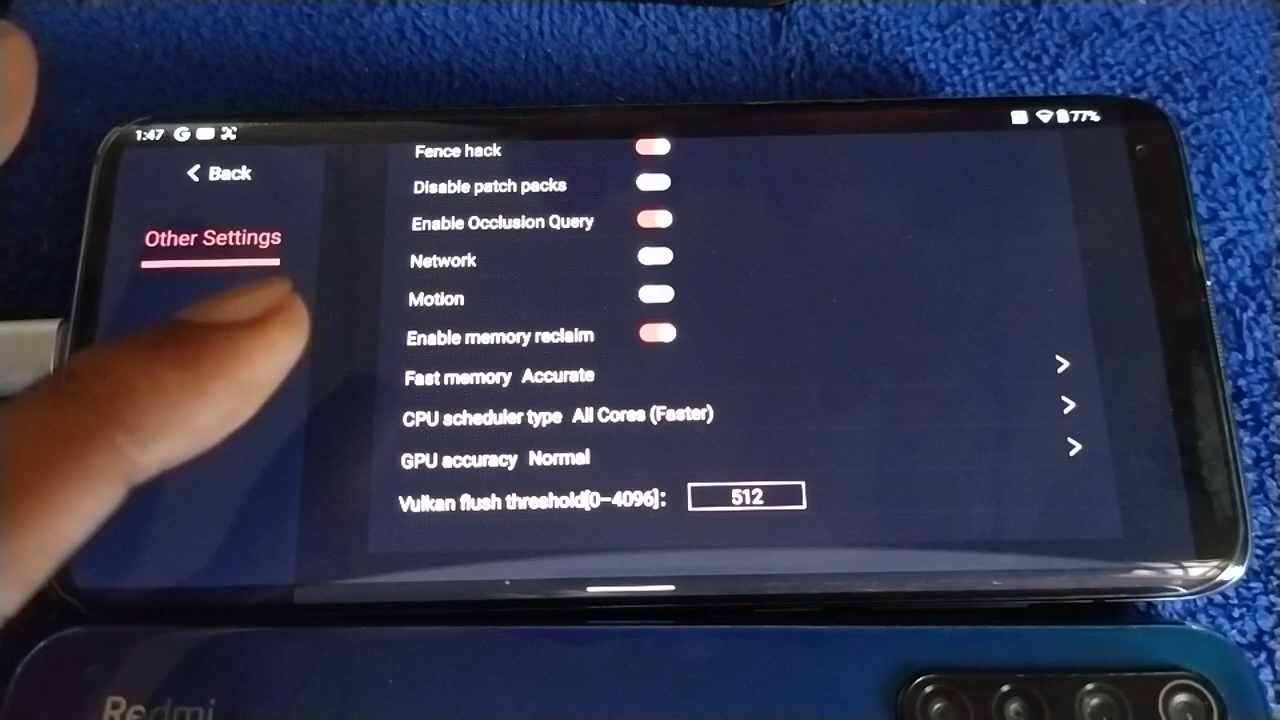 1:47 G 77%
Back
Other Settings
Fence hack
Disable patch packs
Enable Occlusion Query
Network
Motion
Enable memory reclaim
Fast memory Accurate
CPU scheduler type All Cores (Faster)
GPU accuracy Normal
Vulkan flush threshold[0-4096]: 512
Redmi